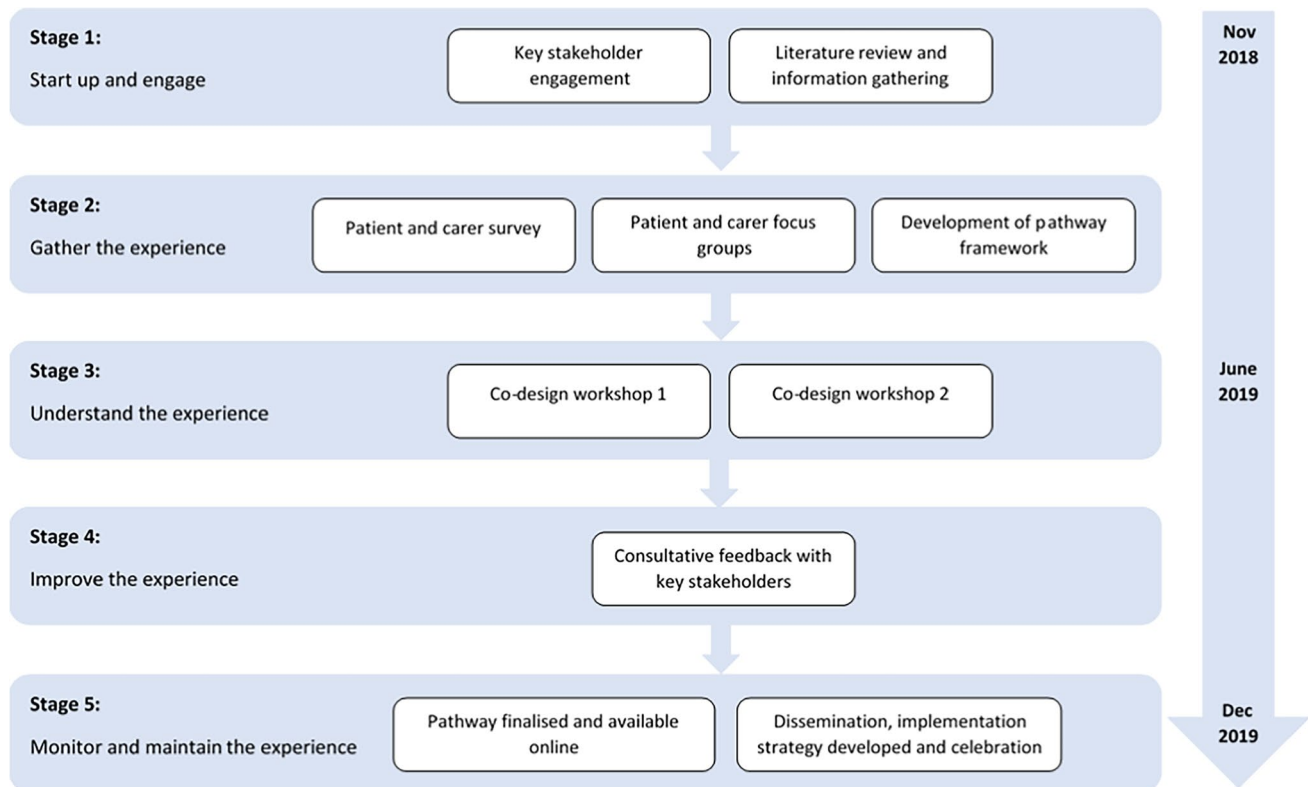 Stage 1:
Start up and engage
Key stakeholder
engagement
Literature review and
information gathering
Nov
2018
Stage 2:
Gather the experience
Patient and carer survey
Patient and carer focus
groups
Development of pathway
framework
Stage 3:
Understand the experience
Co-design workshop 1
Co-design workshop 2
June
2019
Stage 4:
Improve the experience
Consultative feedback with
key stakeholders
Stage 5:
Monitor and maintain the experience
Pathway finalised and available
online
Dissemination, implementation
strategy developed and celebration
Dec
2019